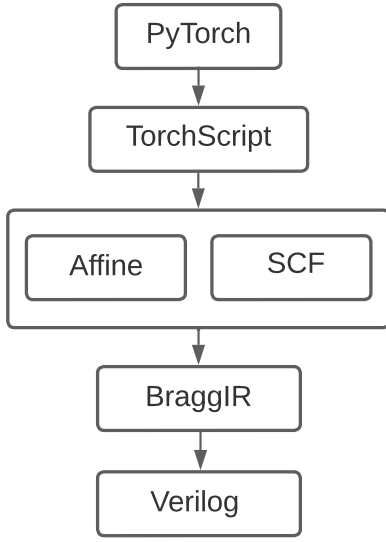 PyTorch
TorchScript
Affine SCF
BraggIR
Verilog